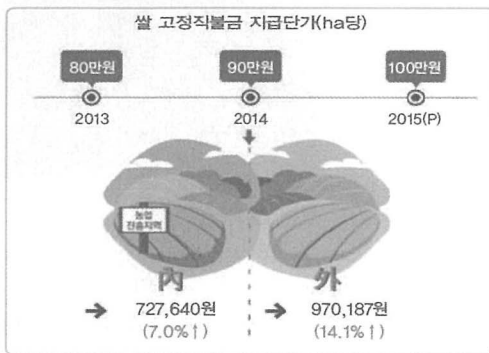 쌀 고정직불금 지급단가(ha당)
80만원 90만원 100만원
2013 2014 2015(P)
농업
진흥지역
內 外
727,640원 970,187원
(7.0%↑) (14.1%↑)